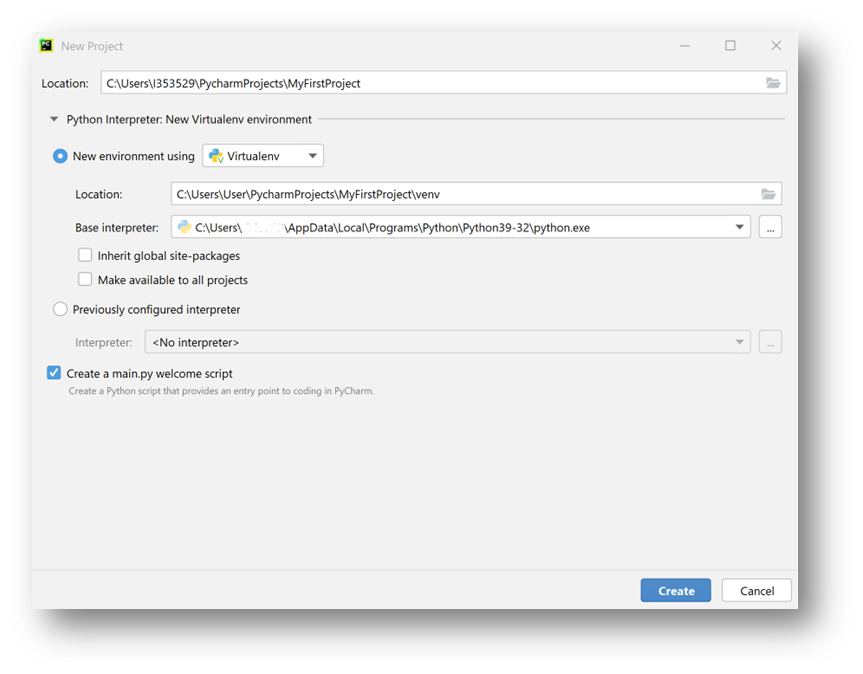 New Project
Location: C:\Users\I353529\PycharmProjects\MyFirstProject
Python Interpreter: New Virtualenv environment
New environment using Virtualenv
Location: C:\Users\User\PycharmProjects\MyFirstProject\venv
Base interpreter: C:\Users\ \AppData\Local\Programs\Python\Python39-32\python.exe ...
Inherit global site-packages
Make available to all projects
Previously configured interpreter
Interpreter: <No interpreter> ...
Create a main.py welcome script
Create a Python script that provides an entry point to coding in PyCharm.
Create Cancel